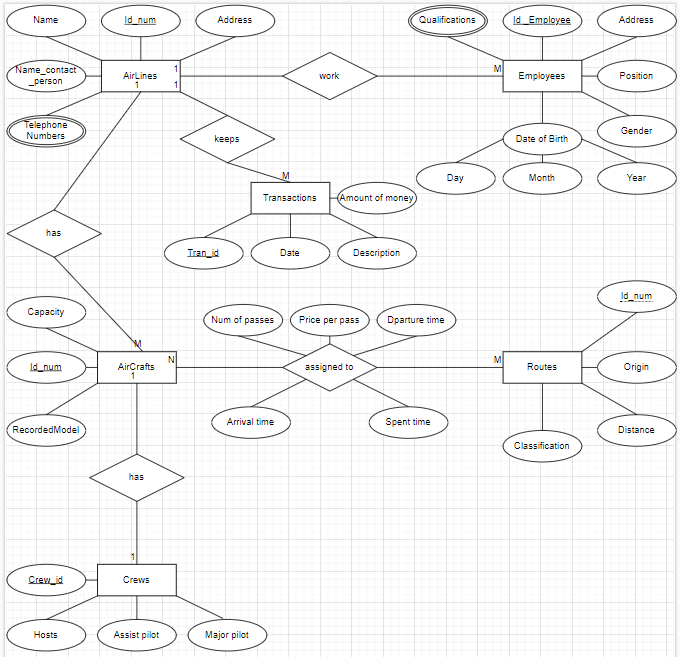 Name
Id_num
Address
Qualifications
Id_Employee
Address
Name_contact
_person
AirLines
1
1
1
work
M
Employees
Position
Telephone
Numbers
keeps
Date of Birth
Gender
M
Day
Month
Year
Transactions
Amount of money
has
Tran_id
Date
Description
Id_num
Capacity
Num of passes
Price per pass
Dparture time
M
Id_num
AirCrafts
N
1
assigned to
M
Routes
Origin
RecordedModel
Arrival time
Spent time
Distance
Classification
has
1
Crew_id
Crews
Hosts
Assist pilot
Major pilot